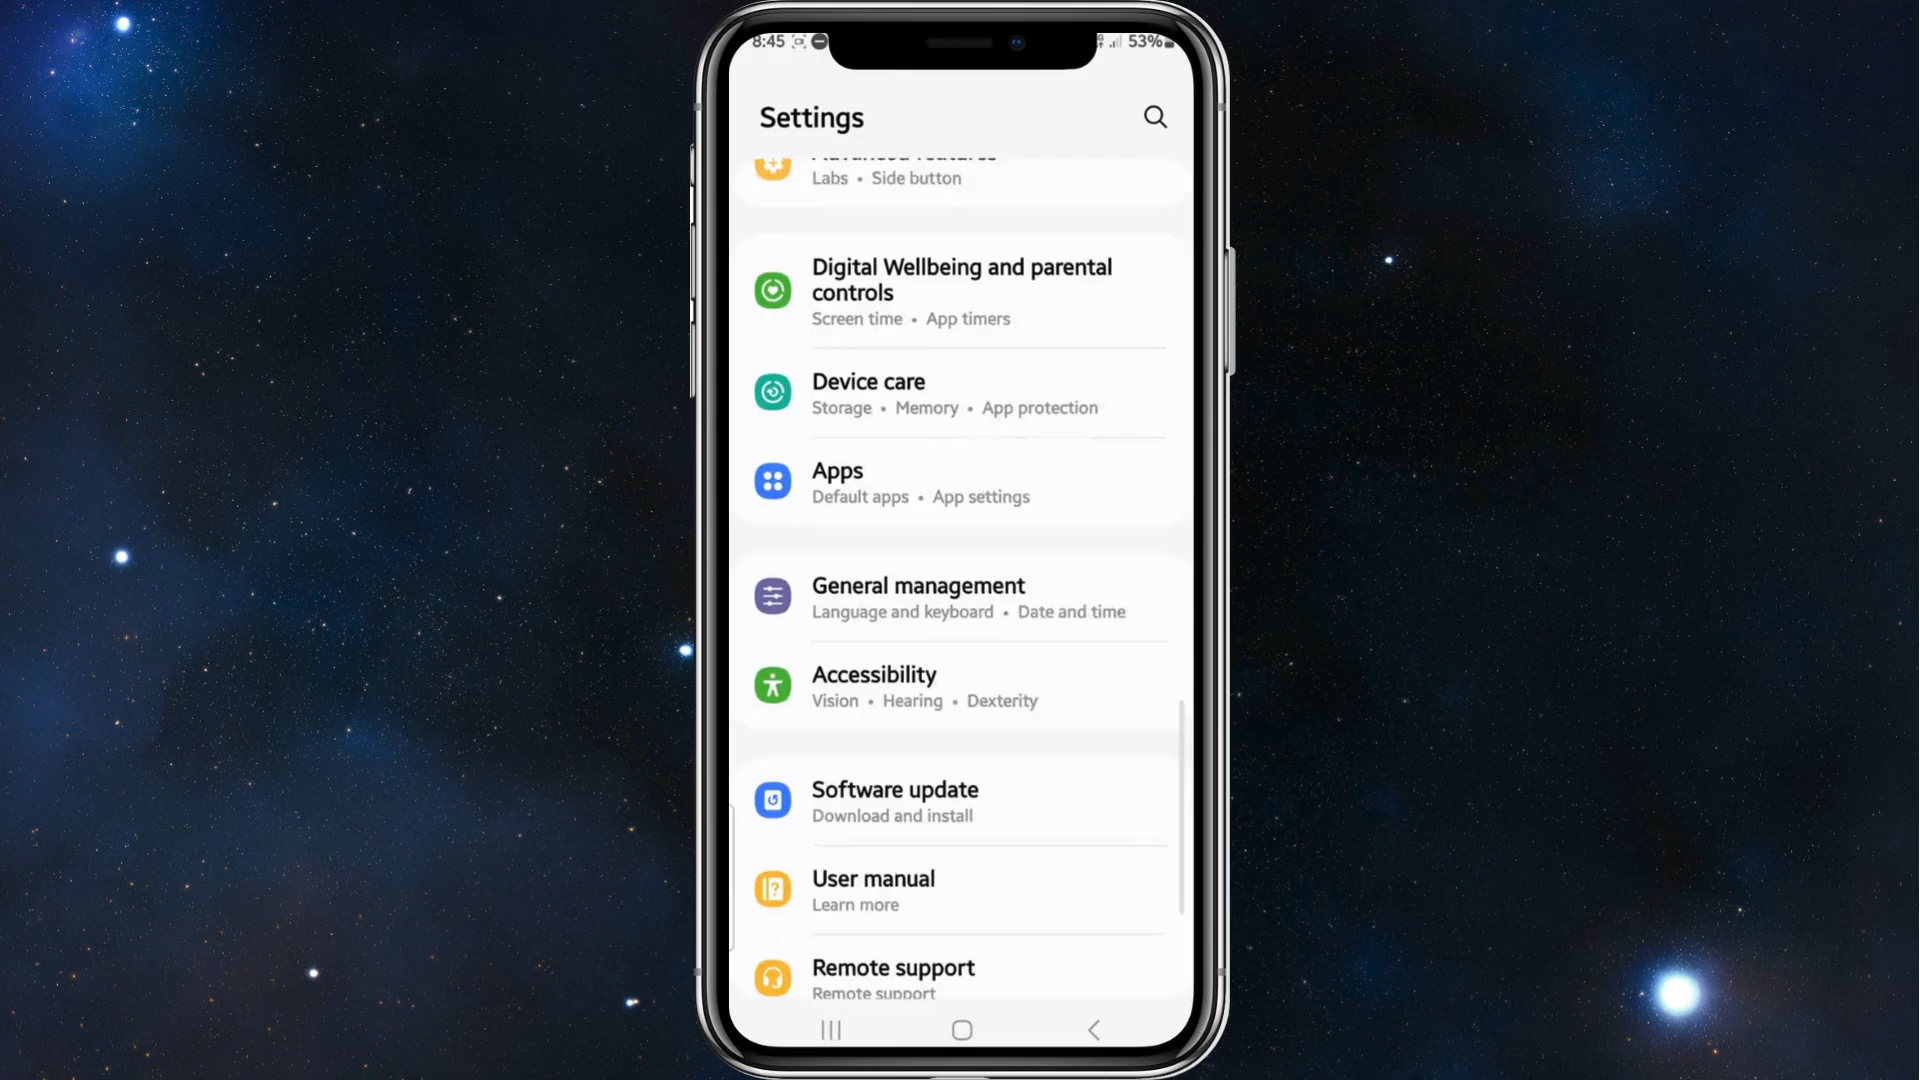 8:45
53%
Settings
Advanced features
Labs • Side button
Digital Wellbeing and parental
controls
Screen time • App timers
Device care
Storage • Memory • App protection
Apps
Default apps • App settings
General management
Language and keyboard • Date and time
Accessibility
Vision • Hearing • Dexterity
Software update
Download and install
User manual
Learn more
Remote support
Remote support